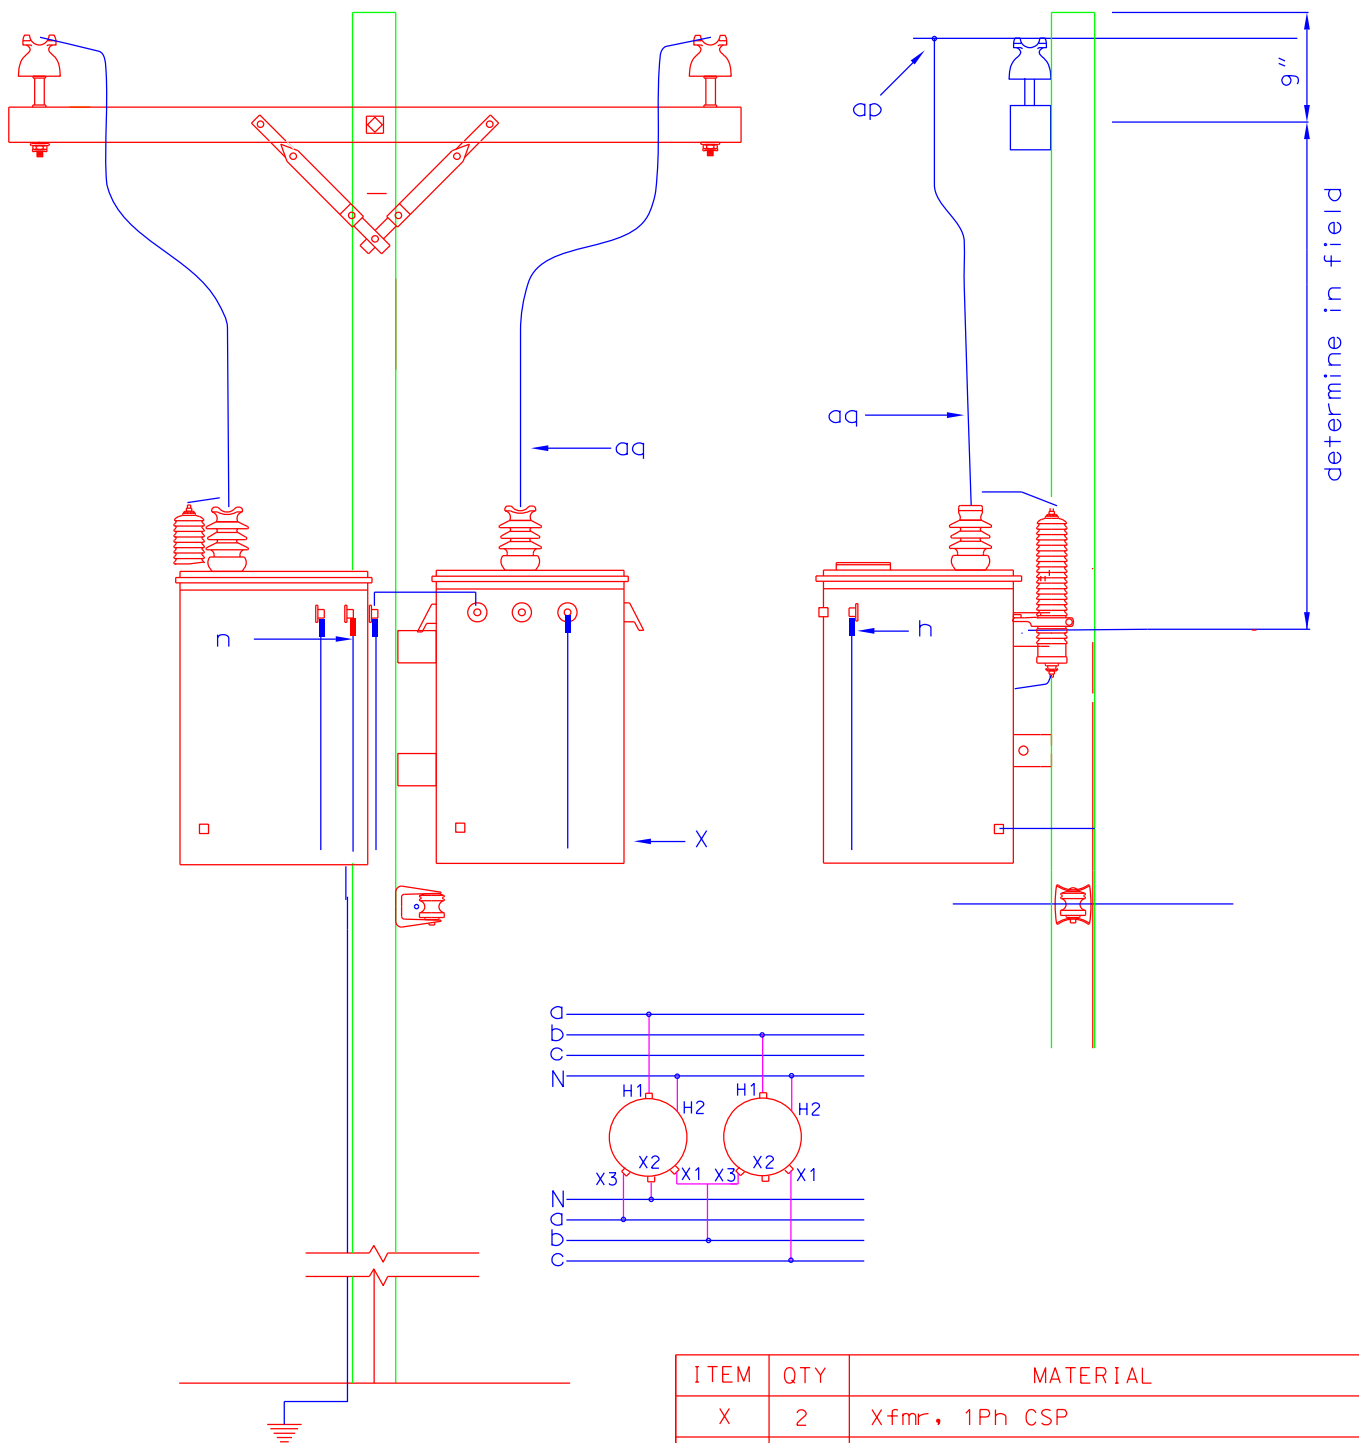 ap
9"
determine in field
aq
aq
n
h
X
a
b
c
N
H1
H2
H1
H2
X3
X2
X1
X3
X2
X1
N
a
b
c
ITEM QTY MATERIAL
X 2 Xfmr, 1Ph CSP